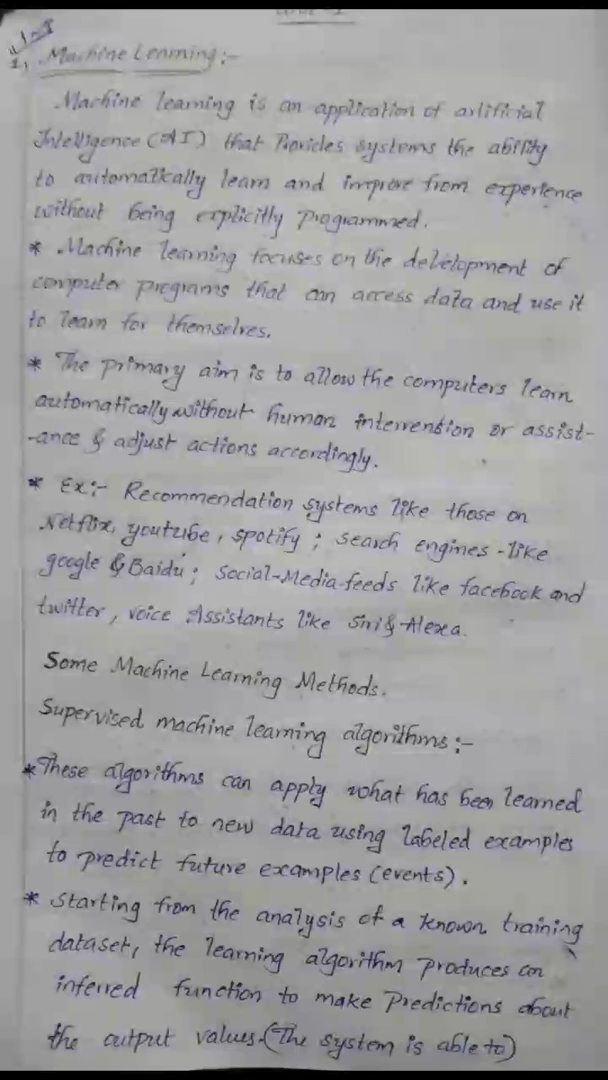 Unit
1, Machine Learning:-
Machine learning is an application of artificial
Intelligence (AI) that Provides systems the ability
to automatically learn and improve from experience
without being explicitly programmed.
* Machine learning focuses on the development of
computer programs that can access data and use it
to learn for themselves.
* The primary aim is to allow the computers learn
automatically without human intervention or assist-
-ance & adjust actions accordingly.
* Ex:- Recommendation systems like those on
Netflix, youtube, spotify; search engines-like
google & Baidu; Social-Media-feeds like facebook and
twitter, voice Assistants like Siri & Alexa.
Some Machine Learning Methods.
Supervised machine learning algorithms:-
* These algorithms can apply what has been learned
in the past to new data using labeled examples
to predict future examples (events).
* Starting from the analysis of a known training
dataset, the learning algorithm produces an
inferred function to make predictions about
the output values. (The system is able to)